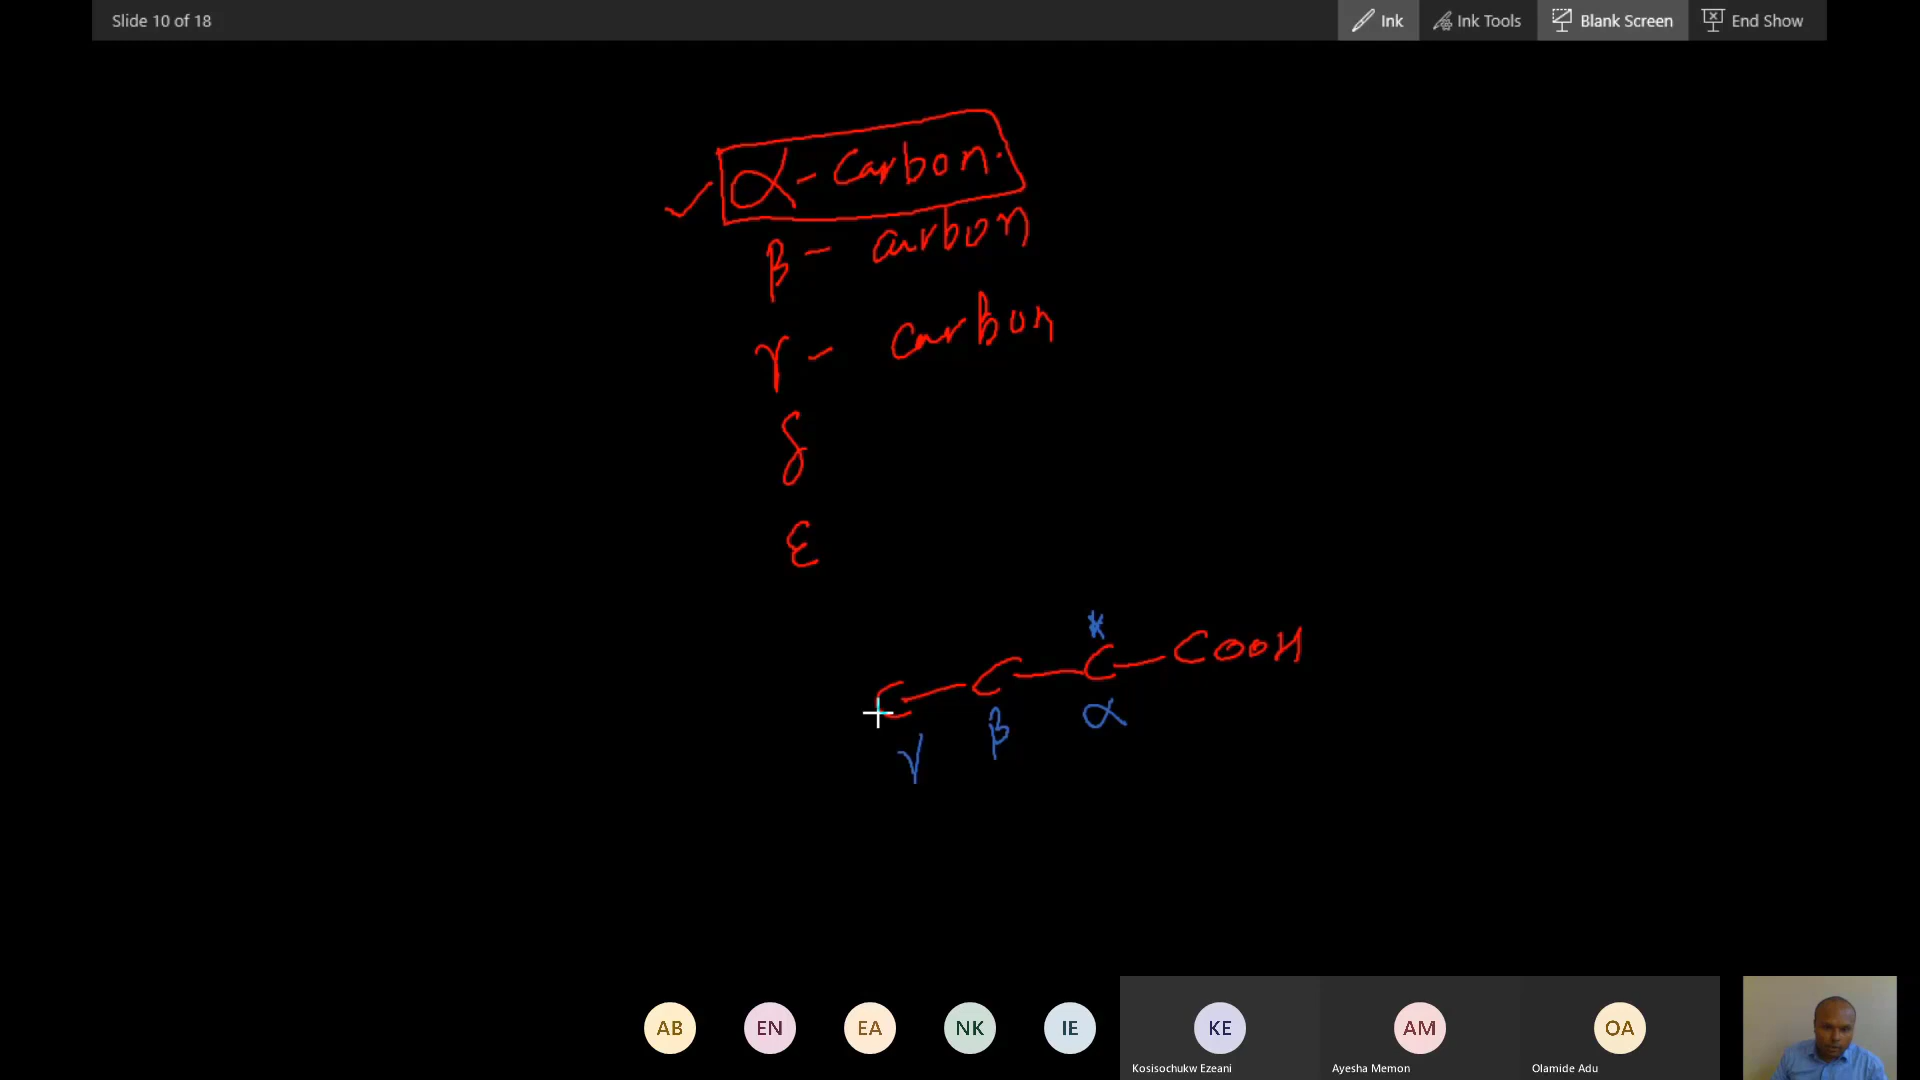 Slide 10 of 18
Ink
Ink Tools
Blank Screen
End Show
α - Carbon.
β - carbon
γ - carbon
δ
ε
*
C - C - C - COOH
γ β α
AB EN EA NK IE KE AM OA
Kosisochukw Ezeani Ayesha Memon Olamide Adu